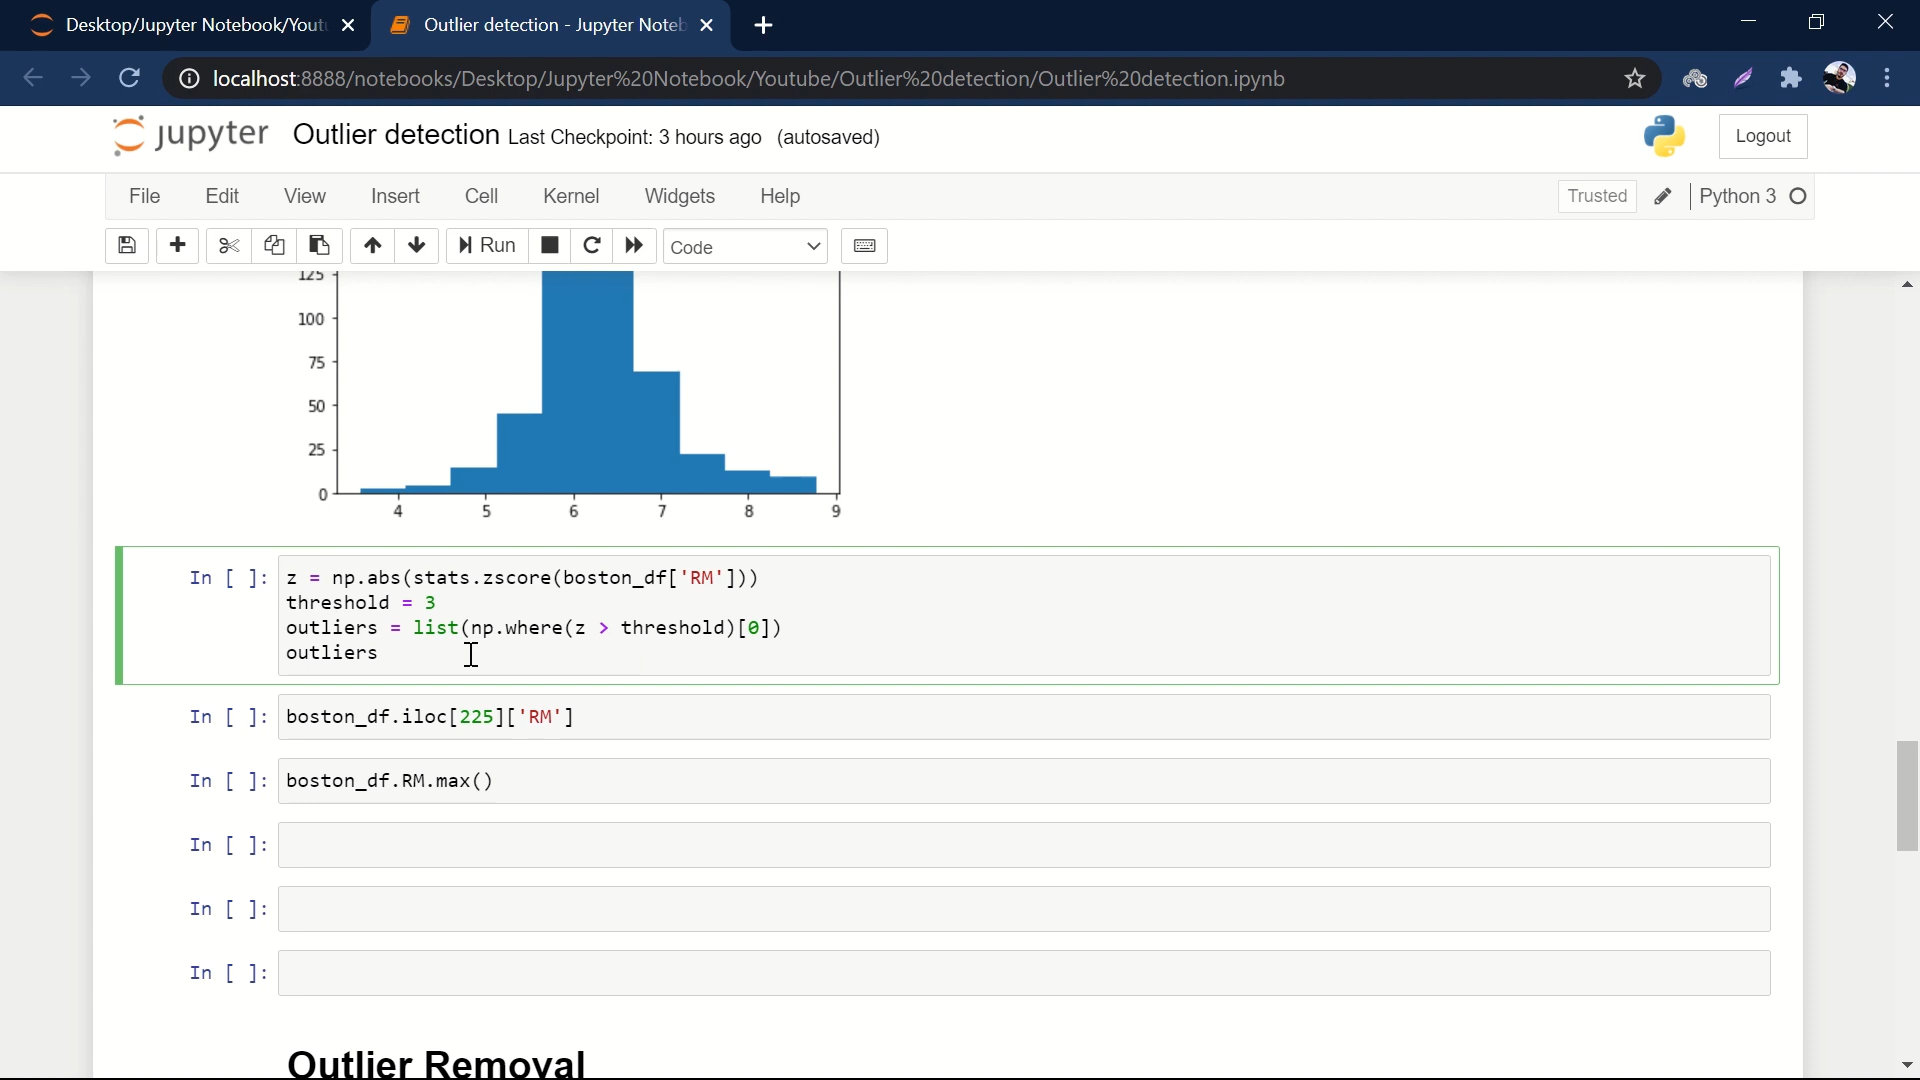 Desktop/Jupyter Notebook/Yout
Outlier detection - Jupyter Noteb
localhost:8888/notebooks/Desktop/Jupyter%20Notebook/Youtube/Outlier%20detection/Outlier%20detection.ipynb
jupyter Outlier detection Last Checkpoint: 3 hours ago (autosaved)
Logout
File Edit View Insert Cell Kernel Widgets Help
Trusted Python 3
Run Code
125
100
75
50
25
0
4 5 6 7 8 9
In [ ]: z = np.abs(stats.zscore(boston_df['RM']))
threshold = 3
outliers = list(np.where(z > threshold)[0])
outliers
In [ ]: boston_df.iloc[225]['RM']
In [ ]: boston_df.RM.max()
In [ ]:
In [ ]:
In [ ]:
Outlier Removal